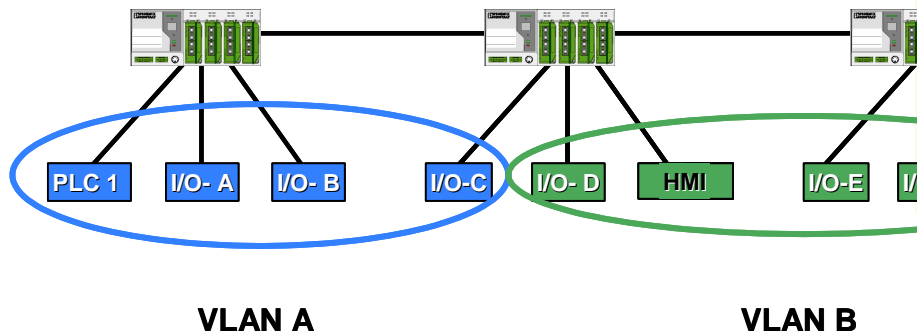 PLC 1
I/O- A
I/O- B
I/O-C
I/O- D
HMI
I/O-E
VLAN A
VLAN B